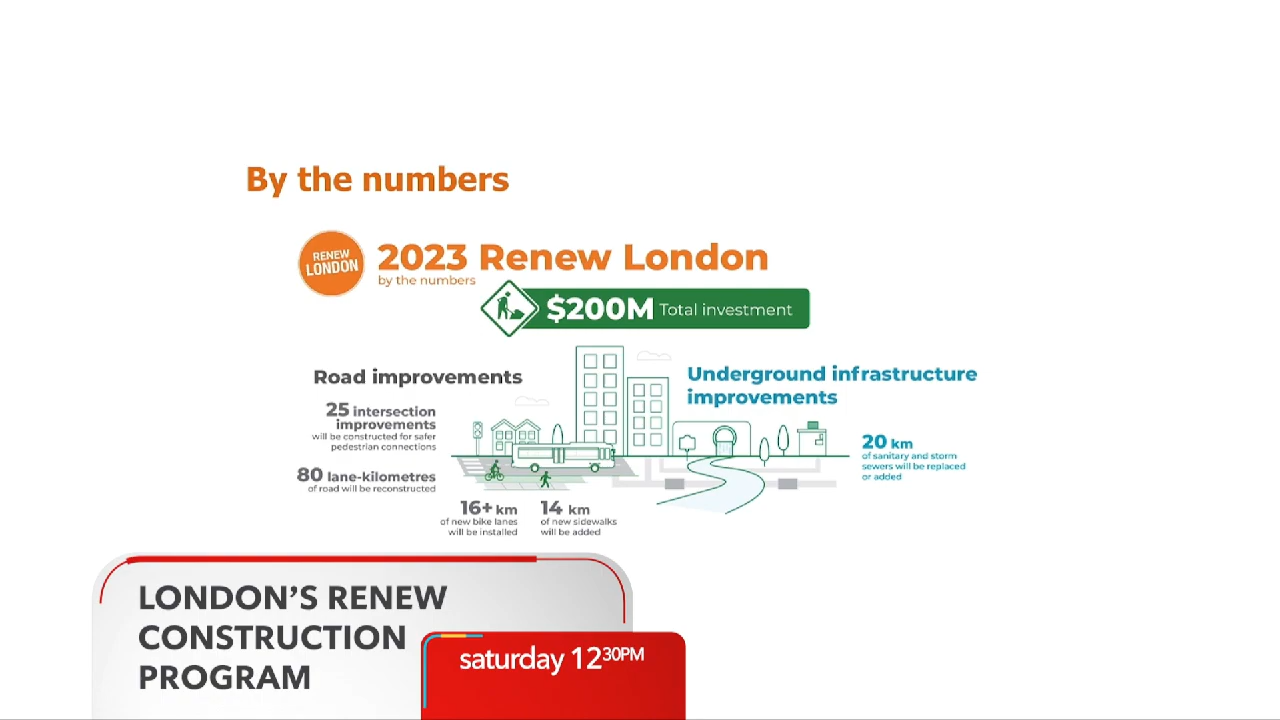 By the numbers
RENEW
LONDON
2023 Renew London
by the numbers
$200M Total investment
Road improvements
25 intersection
improvements
will be constructed for safer
pedestrian connections
80 lane-kilometres
of road will be reconstructed
16+ km
of new bike lanes
will be installed
14 km
of new sidewalks
will be added
Underground infrastructure
improvements
20 km
of sanitary and storm
sewers will be replaced
or added
LONDON'S RENEW
CONSTRUCTION
PROGRAM
saturday 12 30PM